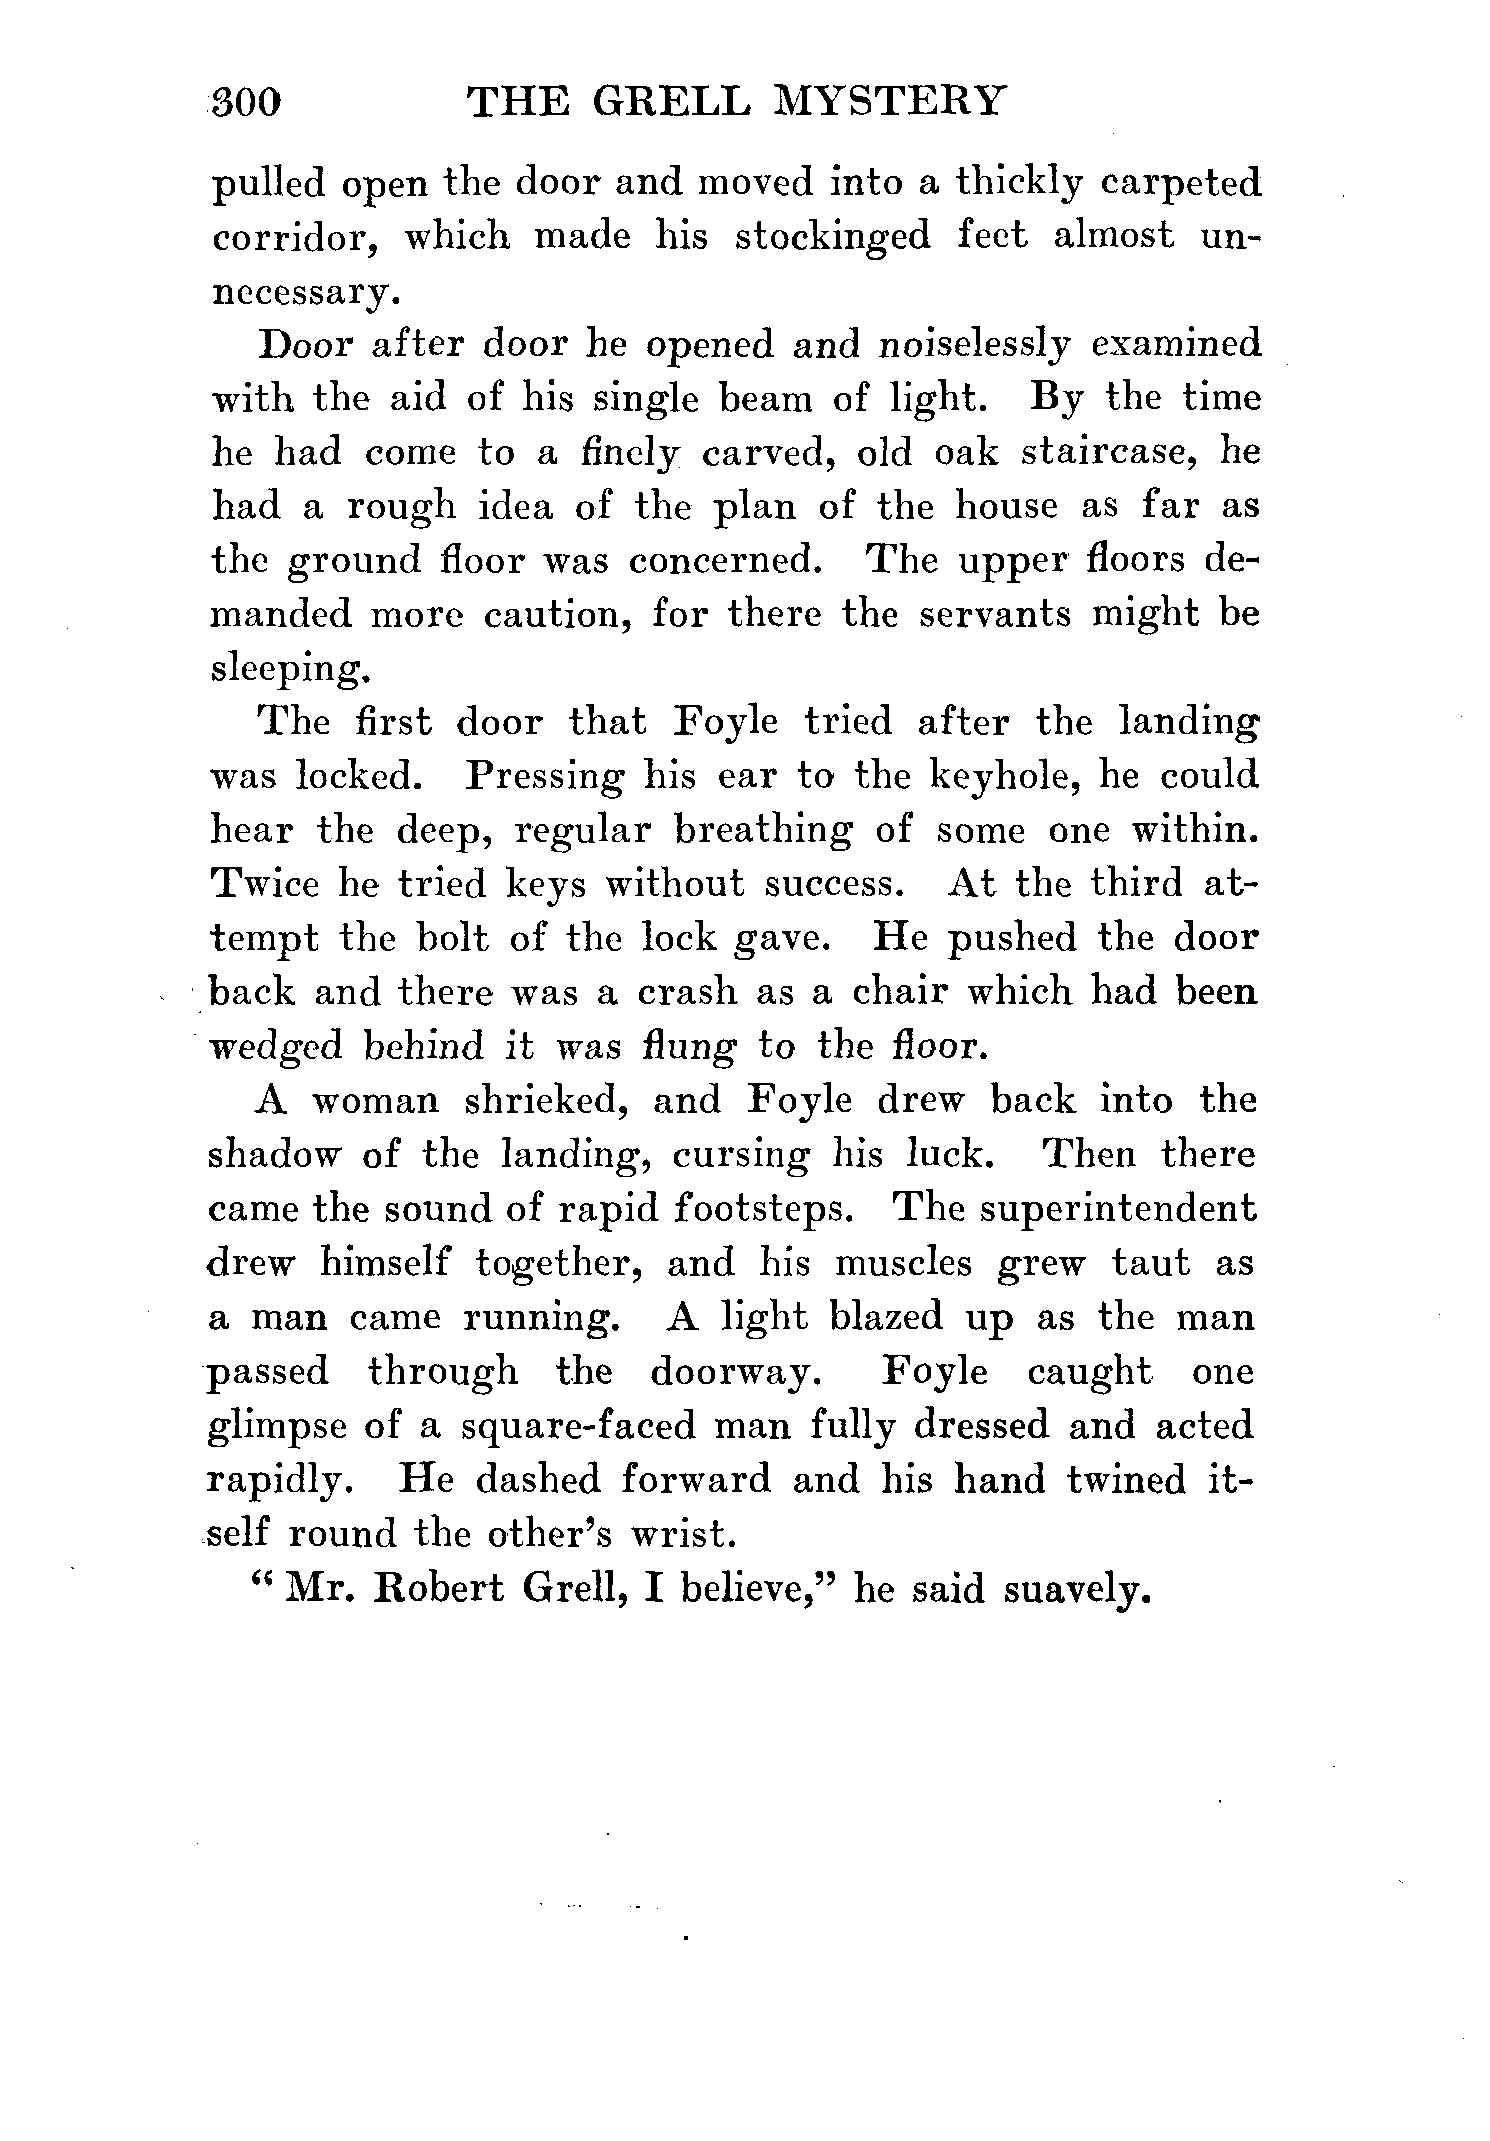 300 THE GRELL MYSTERY
pulled open the door and moved into a thickly carpeted
corridor, which made his stockinged feet almost un-
necessary.
Door after door he opened and noiselessly examined
with the aid of his single beam of light. By the time
he had come to a finely carved, old oak staircase, he
had a rough idea of the plan of the house as far as
the ground floor was concerned. The upper floors de-
manded more caution, for there the servants might be
sleeping.
The first door that Foyle tried after the landing
was locked. Pressing his ear to the keyhole, he could
hear the deep, regular breathing of some one within.
Twice he tried keys without success. At the third at-
tempt the bolt of the lock gave. He pushed the door
back and there was a crash as a chair which had been
wedged behind it was flung to the floor.
A woman shrieked, and Foyle drew back into the
shadow of the landing, cursing his luck. Then there
came the sound of rapid footsteps. The superintendent
drew himself together, and his muscles grew taut as
a man came running. A light blazed up as the man
passed through the doorway. Foyle caught one
glimpse of a square-faced man fully dressed and acted
rapidly. He dashed forward and his hand twined it-
self round the other's wrist.
“ Mr. Robert Grell, I believe,” he said suavely.